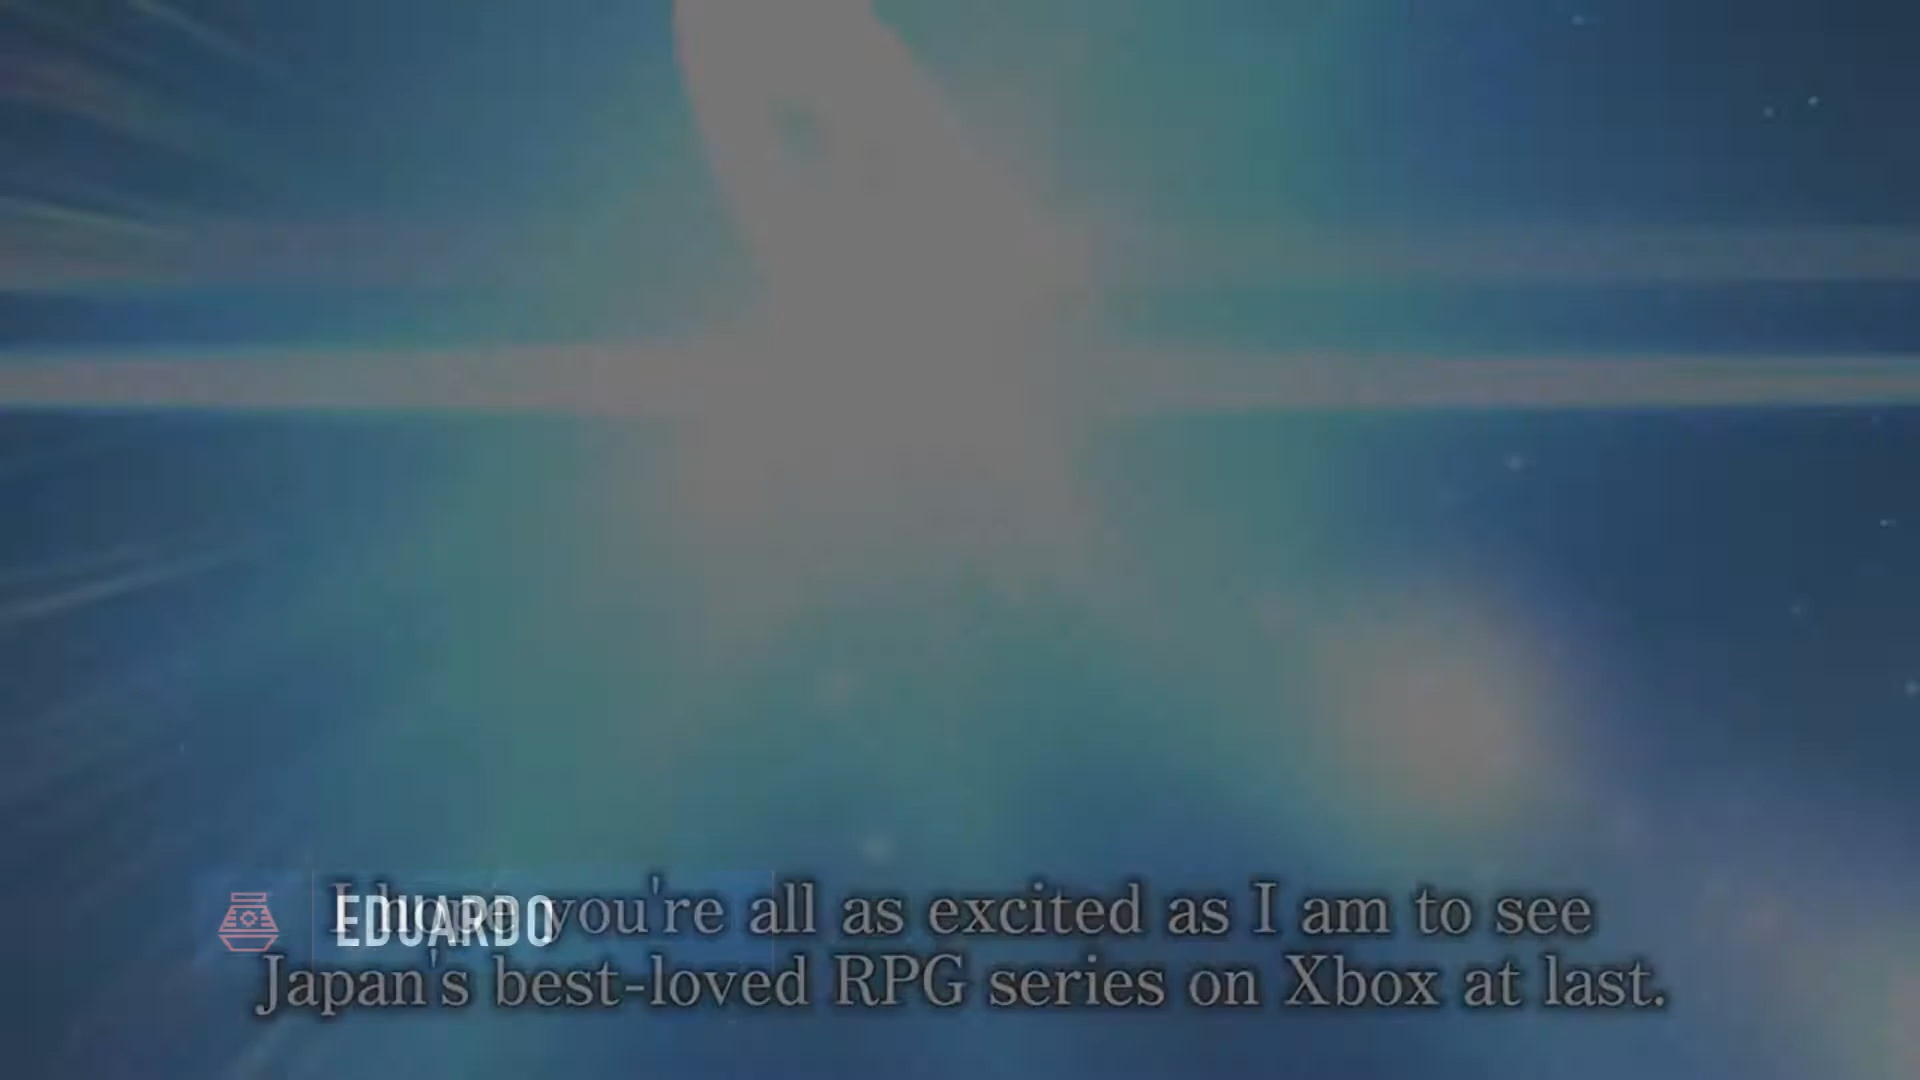 EDUARDO
I hope you're all as excited as I am to see
Japan's best-loved RPG series on Xbox at last.